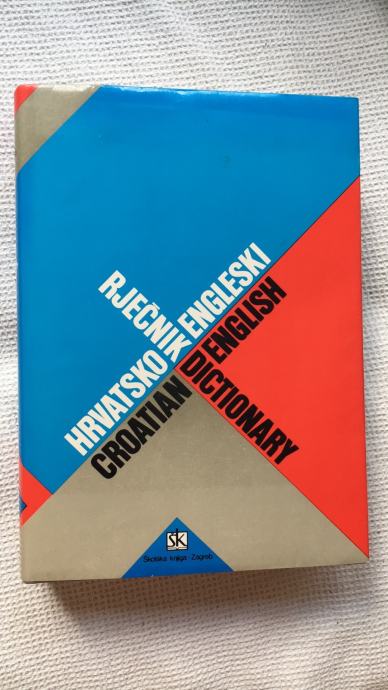 HRVATSKO ENGLESKI
RJEČNIK
CROATIAN ENGLISH
DICTIONARY
ŠK
Školska knjiga · Zagreb